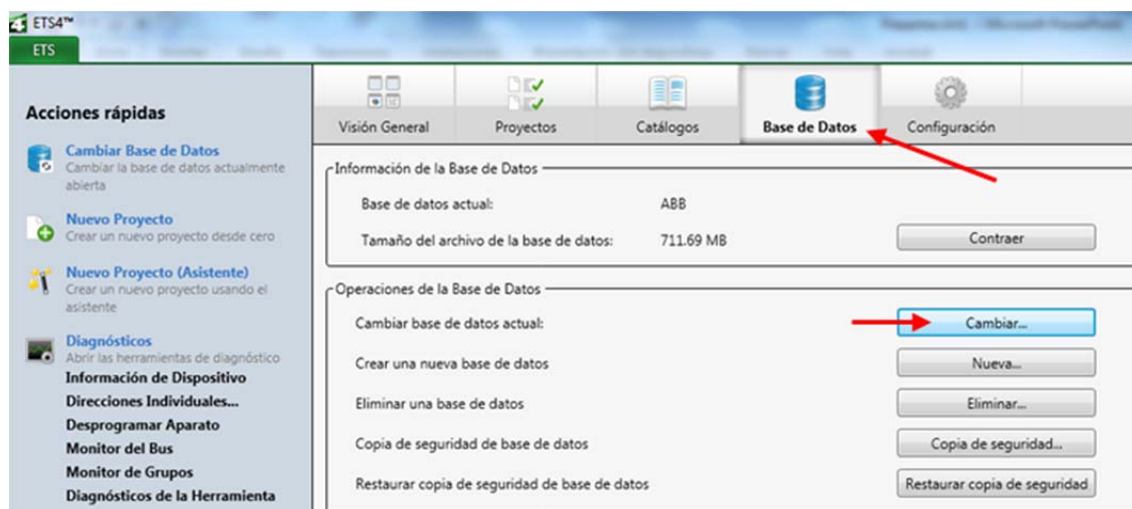 ETS4™
ETS
Acciones rápidas
Cambiar Base de Datos
Cambiar la base de datos actualmente
abierta
Nuevo Proyecto
Crear un nuevo proyecto desde cero
Nuevo Proyecto (Asistente)
Crear un nuevo proyecto usando el
asistente
Diagnósticos
Abrir las herramientas de diagnóstico
Información de Dispositivo
Direcciones Individuales...
Desprogramar Aparato
Monitor del Bus
Monitor de Grupos
Diagnósticos de la Herramienta
Visión General
Proyectos
Catálogos
Base de Datos
Configuración
Información de la Base de Datos
Base de datos actual: ABB
Tamaño del archivo de la base de datos: 711.69 MB Contraer
Operaciones de la Base de Datos
Cambiar base de datos actual: Cambiar...
Crear una nueva base de datos Nueva...
Eliminar una base de datos Eliminar...
Copia de seguridad de base de datos Copia de seguridad...
Restaurar copia de seguridad de base de datos Restaurar copia de seguridad